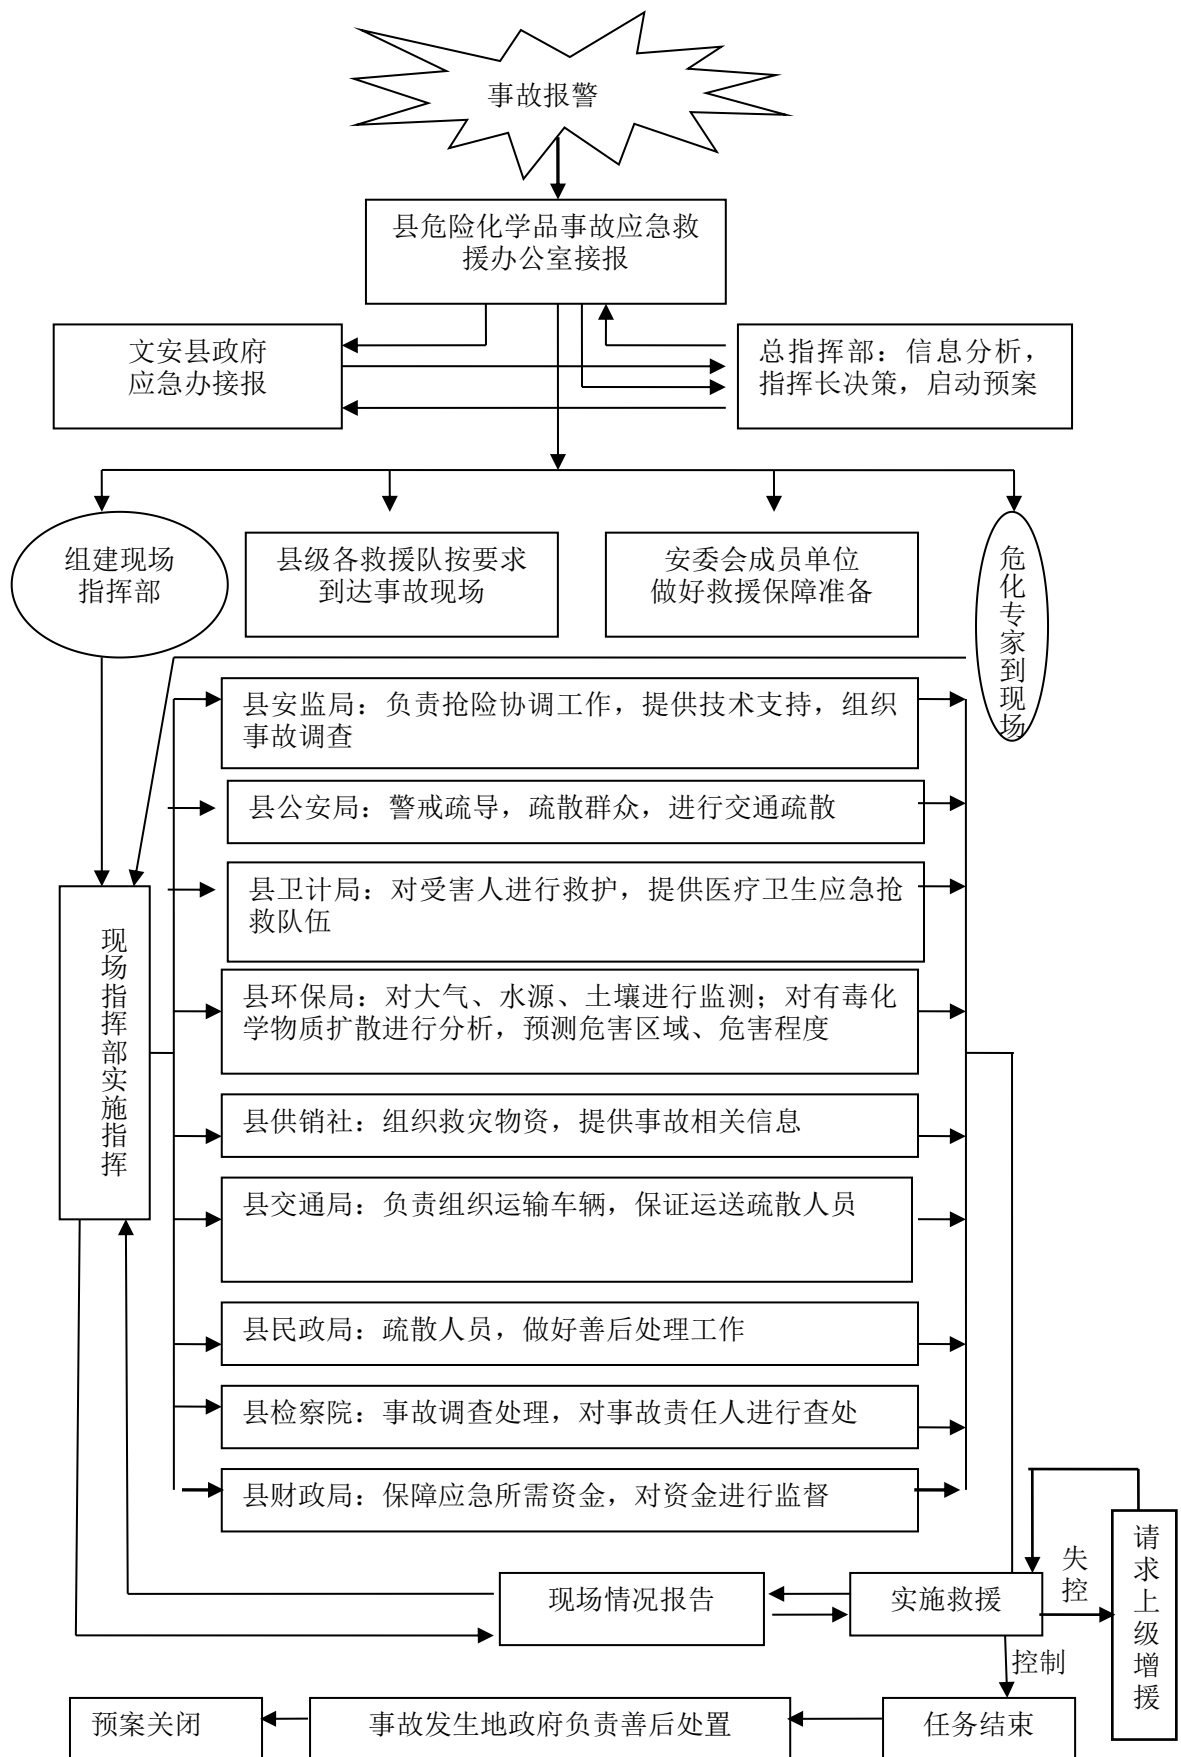 事故报警
县危险化学品事故应急救
援办公室接报
文安县政府
应急办接报
总指挥部：信息分析，
指挥长决策，启动预案
组建现场
指挥部
县级各救援队按要求
到达事故现场
安委会成员单位
做好救援保障准备
危化专家到现场
县安监局：负责抢险协调工作，提供技术支持，组织
事故调查
县公安局：警戒疏导，疏散群众，进行交通疏散
县卫计局：对受害人进行救护，提供医疗卫生应急抢
救队伍
现场指挥部实施指挥
县环保局：对大气、水源、土壤进行监测；对有毒化
学物质扩散进行分析，预测危害区域、危害程度
县供销社：组织救灾物资，提供事故相关信息
县交通局：负责组织运输车辆，保证运送疏散人员
县民政局：疏散人员，做好善后处理工作
县检察院：事故调查处理，对事故责任人进行查处
县财政局：保障应急所需资金，对资金进行监督
现场情况报告
实施救援
失控
请求上级增援
控制
预案关闭
事故发生地政府负责善后处置
任务结束